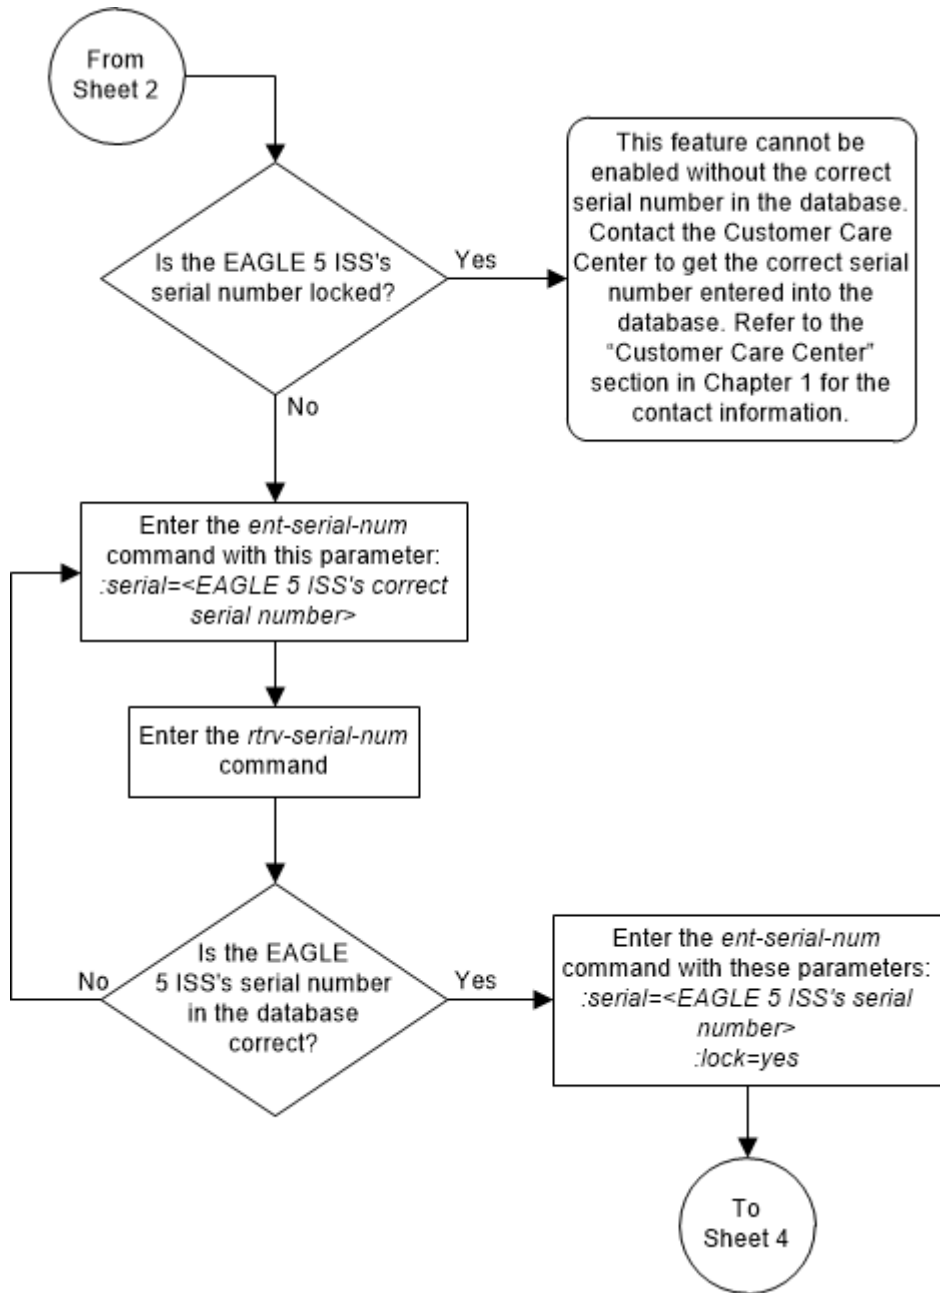 From
Sheet 2
Is the EAGLE 5 ISS's
serial number locked?
Yes
This feature cannot be
enabled without the correct
serial number in the database.
Contact the Customer Care
Center to get the correct serial
number entered into the
database. Refer to the
“Customer Care Center”
section in Chapter 1 for the
contact information.
No
Enter the ent-serial-num
command with this parameter:
:serial=<EAGLE 5 ISS's correct
serial number>
Enter the rtrv-serial-num
command
Is the EAGLE
5 ISS's serial number
in the database
correct?
No
Yes
Enter the ent-serial-num
command with these parameters:
:serial=<EAGLE 5 ISS's serial
number>
:lock=yes
To
Sheet 4